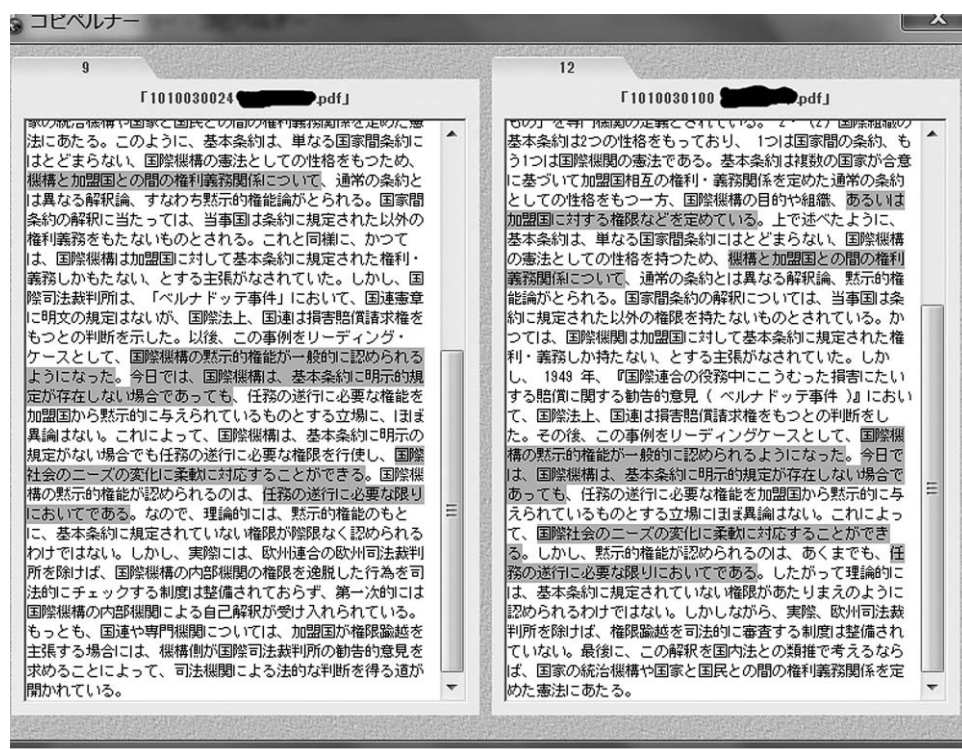 コピペルナー
9
「1010030024 .pdf」
家の統治機構や国家と国民との間の権利義務関係を定めた憲
法にあたる。このように、基本条約は、単なる国家間条約に
はとどまらない、国際機構の憲法としての性格をもつため、
機構と加盟国との間の権利義務関係について、通常の条約と
は異なる解釈論、すなわち黙示的権能論がとられる。国家間
条約の解釈に当たっては、当事国は条約に規定された以外の
権利義務をもたないものとされる。これと同様に、かつて
は、国際機構は加盟国に対して基本条約に規定された権利・
義務しかもたない、とする主張がなされていた。しかし、国
際司法裁判所は、「ベルナドッテ事件」において、国連憲章
に明文の規定はないが、国際法上、国連は損害賠償請求権を
もつとの判断を示した。以後、この事例をリーディング・
ケースとして、国際機構の黙示的権能が一般的に認められる
ようになった。今日では、国際機構は、基本条約に明示的規
定が存在しない場合であっても、任務の遂行に必要な権能を
加盟国から黙示的に与えられているものとする立場に、ほぼ
異論はない。これによって、国際機構は、基本条約に明示の
規定がない場合でも任務の遂行に必要な権能を行使し、国際
社会のニーズの変化に柔軟に対応することができる。国際機
構の黙示的権能が認められるのは、任務の遂行に必要な限り
においてである。なので、理論的には、黙示的権能のもと
に、基本条約に規定されていない権限が際限なく認められる
わけではない。しかし、実際には、欧州連合の欧州司法裁判
所を除けば、国際機構の内部機関の権限を逸脱した行為を司
法的にチェックする制度は整備されておらず、第一次的には
国際機構の内部機関による自己解釈が受け入れられている。
もっとも、国連や専門機関については、加盟国が権限踰越を
主張する場合には、機構側が国際司法裁判所の勧告的意見を
求めることによって、司法機関による法的な判断を得る道が
開かれている。
12
「1010030100 .pdf」
もの」を専門機関の定義とされている。 2・(2) 国際組織の
基本条約は2つの性格をもっており、 1つは国家間の条約、も
う1つは国際機関の憲法である。基本条約は複数の国家が合意
に基づいて加盟国相互の権利・義務関係を定めた通常の条約
としての性格をもつ一方、国際機構の目的や組織、あるいは
加盟国に対する権限などを定めている。上で述べたように、
基本条約は、単なる国家間条約にはとどまらない、国際機構
の憲法としての性格を持つため、機構と加盟国との間の権利
義務関係について、通常の条約とは異なる解釈論、黙示的権
能論がとられる。国家間条約の解釈については、当事国は条
約に規定された以外の権限を持たないものとされている。か
つては、国際機関は加盟国に対して基本条約に規定された権
利・義務しか持たない、とする主張がなされていた。しか
し、 1949 年、『国際連合の役務中にこうむった損害にたい
する賠償に関する勧告的意見( ベルナドッテ事件 )』におい
て、国際法上、国連は損害賠償請求権をもつとの判断をし
た。その後、この事例をリーディングケースとして、国際機
構の黙示的権能が一般的に認められるようになった。今日で
は、国際機構は、基本条約に明示的規定が存在しない場合で
あっても、任務の遂行に必要な権能を加盟国から黙示的に与
えられているものとする立場にほぼ異論はない。これによっ
て、国際社会のニーズの変化に柔軟に対応することができ
る。しかし、黙示的権能が認められるのは、あくまでも、任
務の遂行に必要な限りにおいてである。したがって理論的に
は、基本条約に規定されていない権限があたりまえのように
認められるわけではない。しかしながら、実際、欧州司法裁
判所を除けば、権限踰越を司法的に審査する制度は整備され
ていない。最後に、この解釈を国内法との類推で考えるなら
ば、国家の統治機構や国家と国民との間の権利義務関係を定
めた憲法にあたる。